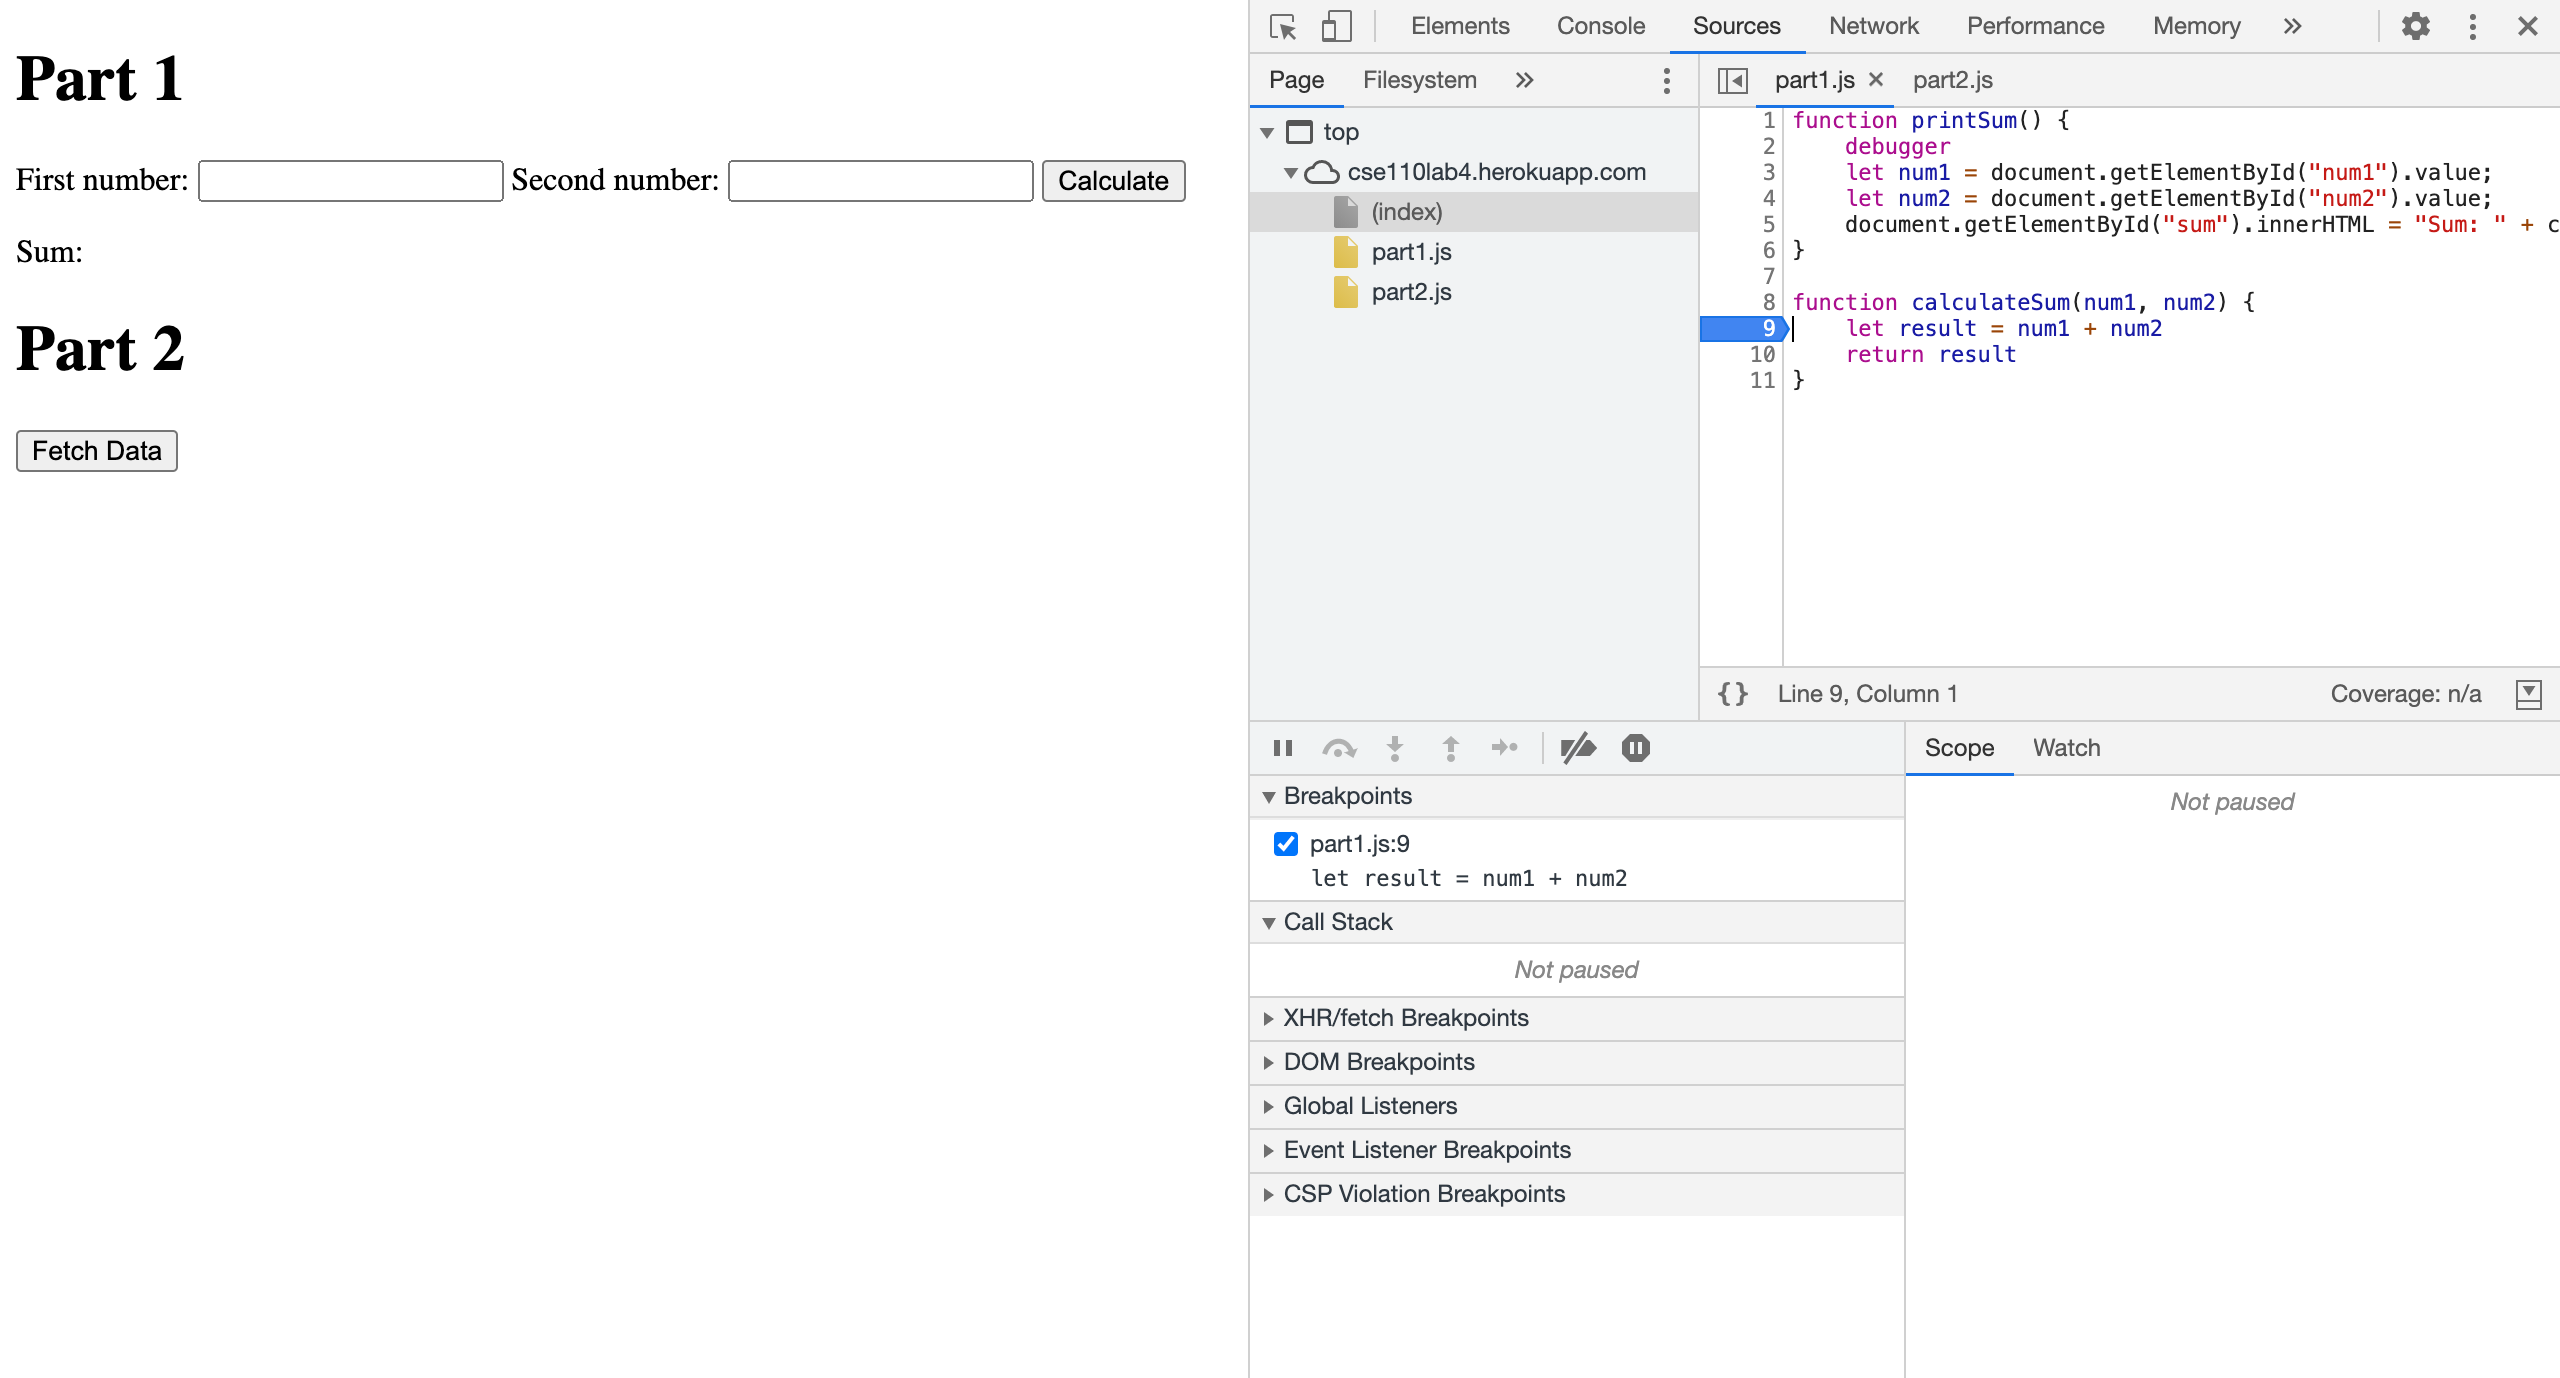 Part 1
First number: Second number: Calculate
Sum:
Part 2
Fetch Data
Elements Console Sources Network Performance Memory
Page Filesystem
top
cse110lab4.herokuapp.com
(index)
part1.js
part2.js
part1.js part2.js
1 function printSum() {
2     debugger
3     let num1 = document.getElementById("num1").value;
4     let num2 = document.getElementById("num2").value;
5     document.getElementById("sum").innerHTML = "Sum: " + c
6 }
7
8 function calculateSum(num1, num2) {
9     let result = num1 + num2
10     return result
11 }
{} Line 9, Column 1 Coverage: n/a
Breakpoints
part1.js:9
let result = num1 + num2
Call Stack
Not paused
XHR/fetch Breakpoints
DOM Breakpoints
Global Listeners
Event Listener Breakpoints
CSP Violation Breakpoints
Scope Watch
Not paused